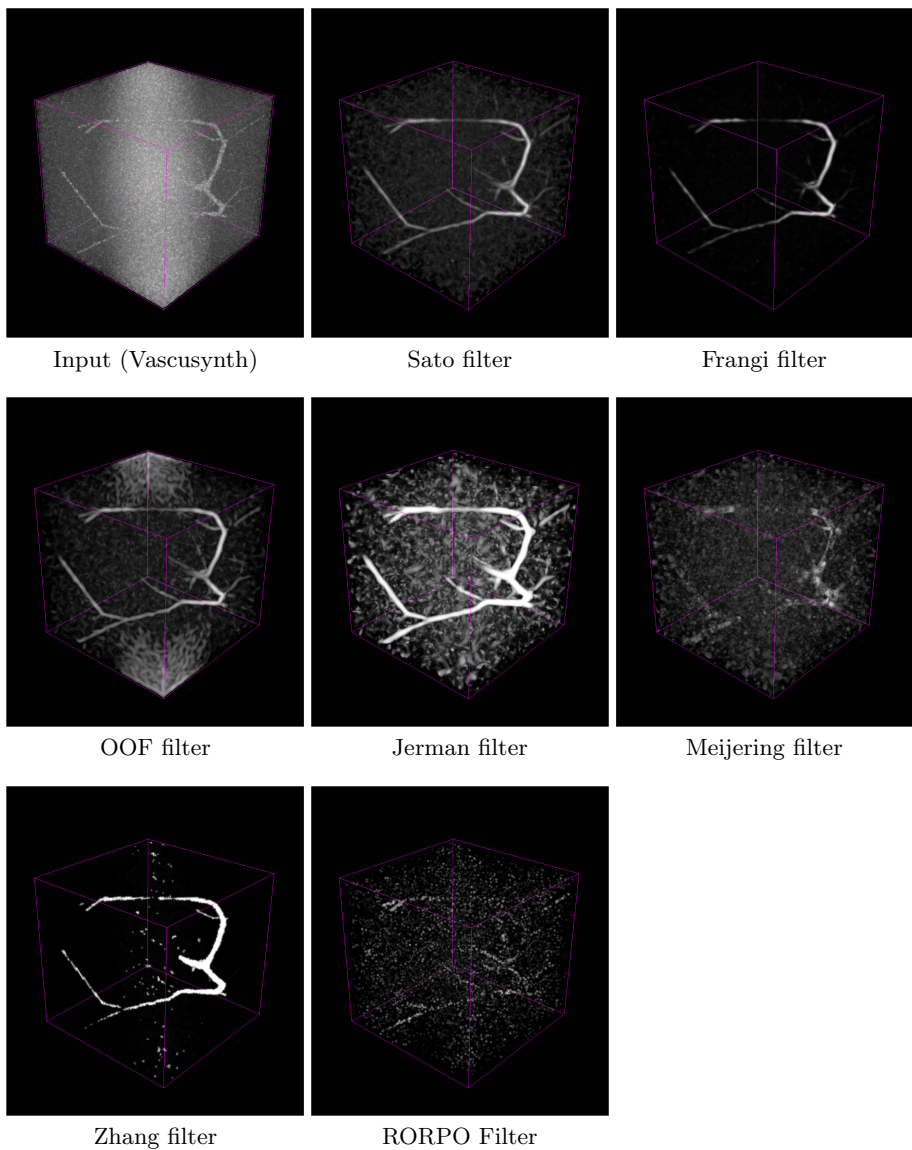 Input (Vascusynth)
Sato filter
Frangi filter
OOF filter
Jerman filter
Meijering filter
Zhang filter
RORPO Filter